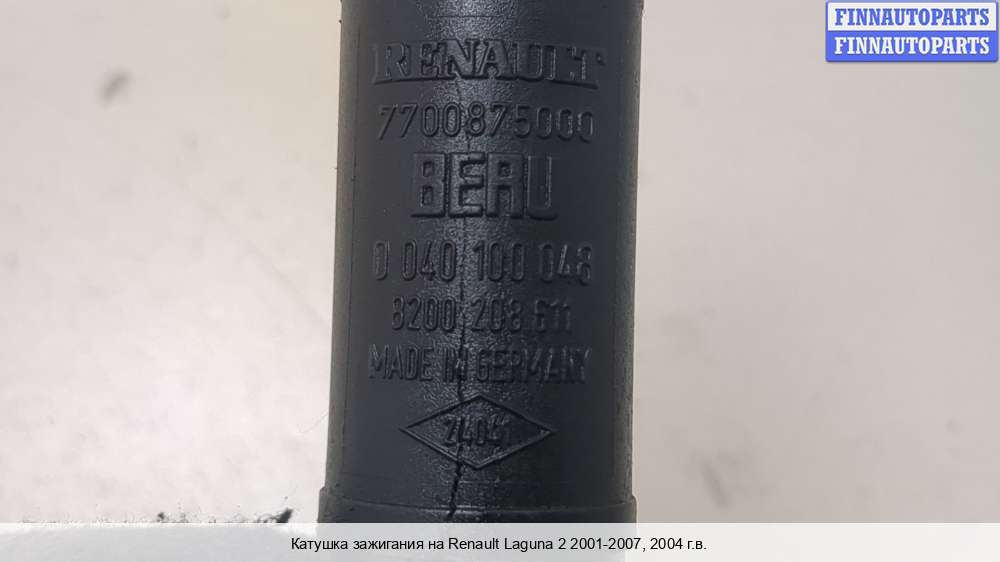 FINNAUTOPARTS
FINNAUTOPARTS
RENAULT
7700875000
BERU
0 040 100 048
8200 208 611
MADE IN GERMANY
24041
Катушка зажигания на Renault Laguna 2 2001-2007, 2004 г.в.